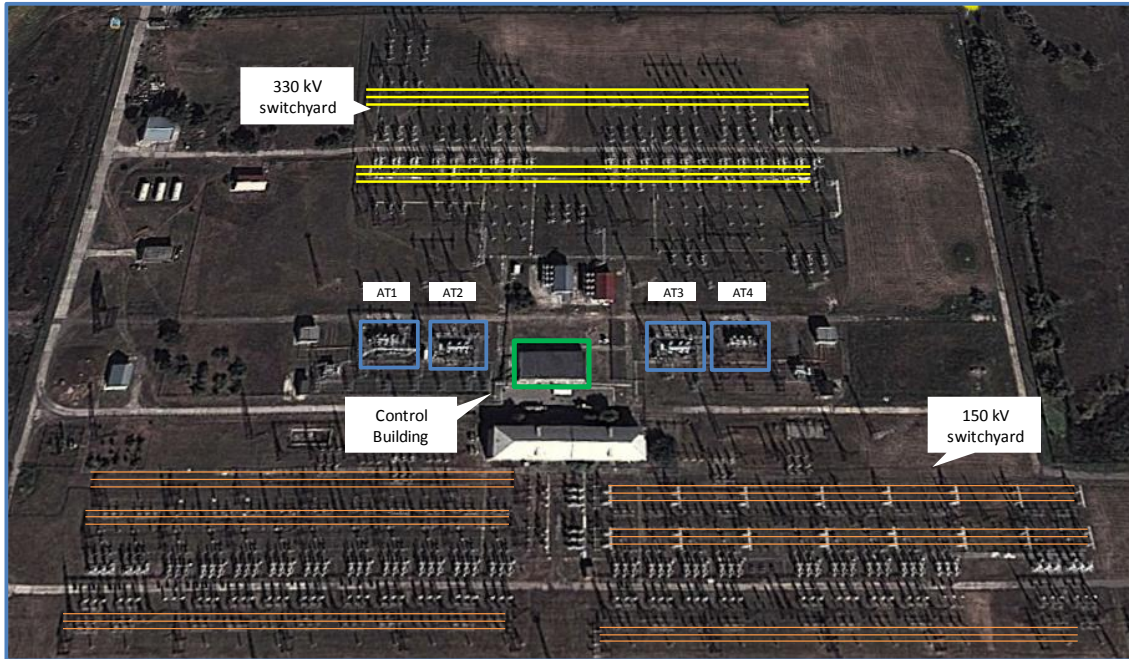 330 kV
switchyard
AT1
AT2
AT3
AT4
Control
Building
150 kV
switchyard